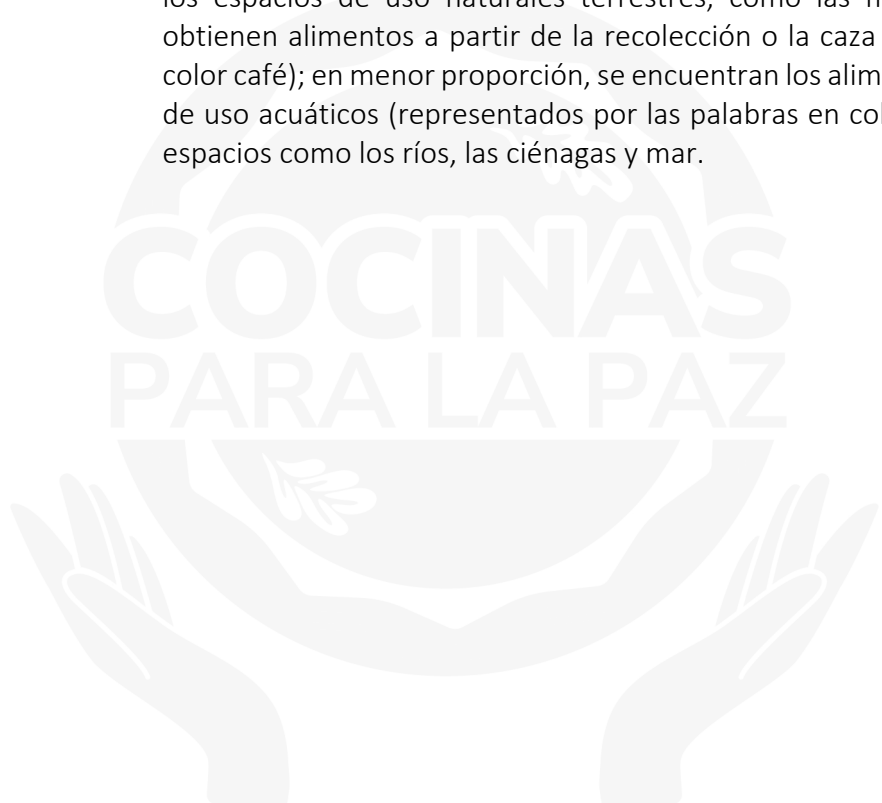 los espacios de uso naturales terrestres, como las
obtienen alimentos a partir de la recolección o la caza
color café); en menor proporción, se encuentran los
de uso acuáticos (representados por las palabras en
espacios como los ríos, las ciénagas y mar.
COCINAS
PARA LA PAZ